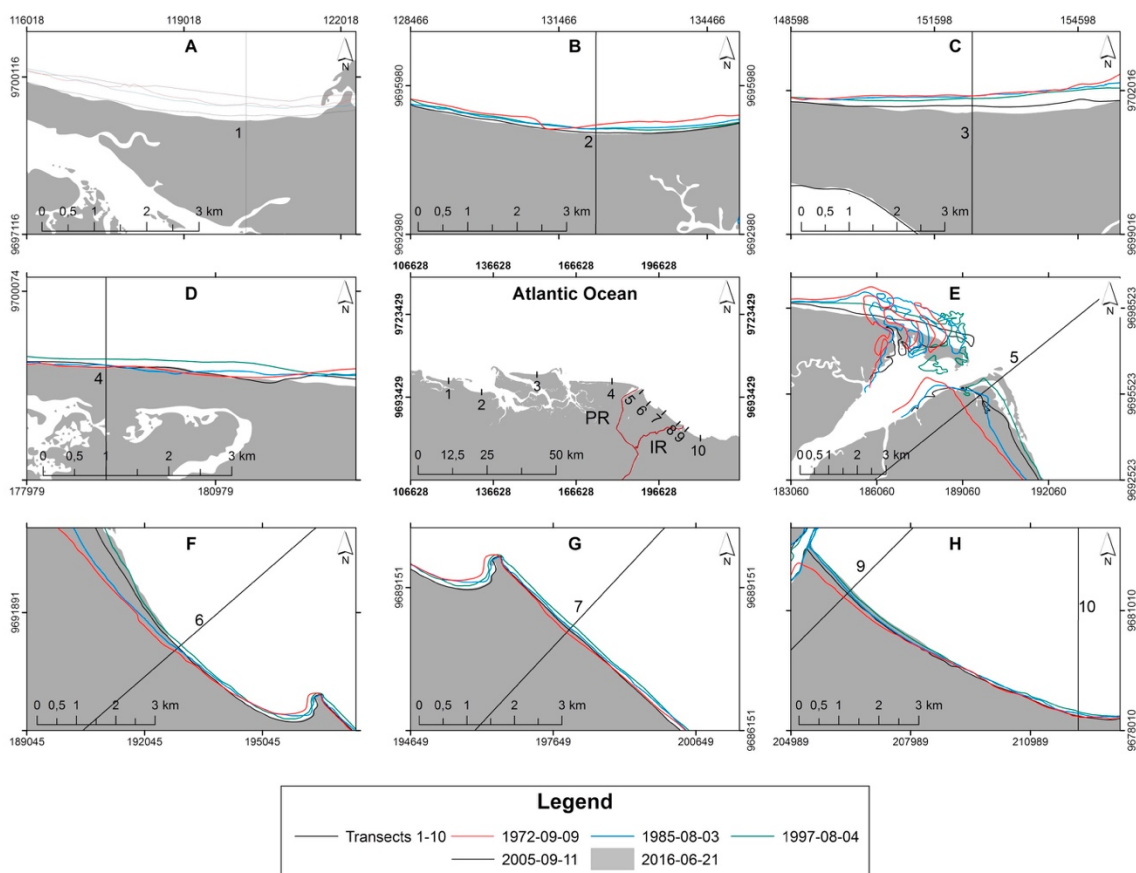 116018 119018 122018
128466 131466 134466
148598 151598 154598
A
N
1
9700116
9697116
0 0,5 1 2 3 km
B
N
2
9695980
9692980
0 0,5 1 2 3 km
C
N
3
9702016
9699016
0 0,5 1 2 3 km
D
N
4
9700074
0 0,5 1 2 3 km
177979 180979
106628 136628 166628 196628
Atlantic Ocean
9723429
9693429
9723429
9693429
1 2 3 4 5 6 7 8 9 10
PR
IR
0 12,5 25 50 km
106628 136628 166628 196628
E
N
5
9698523
9695523
9692523
0 0,5 1 2 3 km
183060 186060 189060 192060
F
N
6
9691891
0 0,5 1 2 3 km
189045 192045 195045
G
N
7
9689151
9686151
0 0,5 1 2 3 km
194649 197649 200649
H
N
9
10
9681010
9678010
0 0,5 1 2 3 km
204989 207989 210989
Legend
Transects 1-10 1972-09-09 1985-08-03 1997-08-04
2005-09-11 2016-06-21